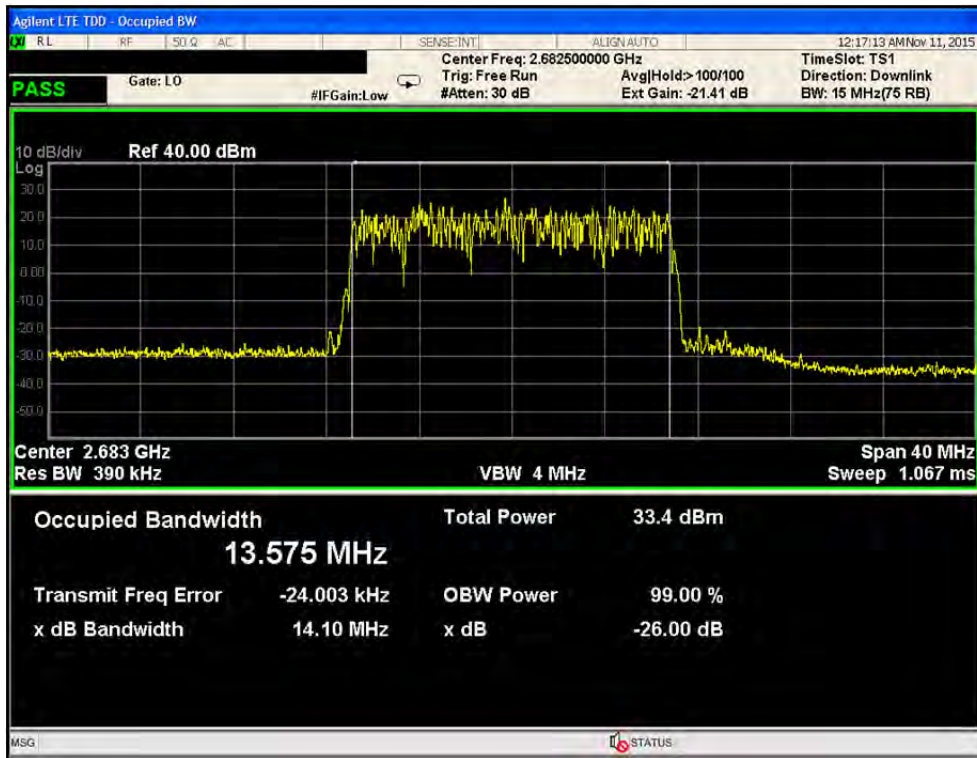 Agilent LTE TDD - Occupied BW
RL RF 50 Ω AC SENSE:INT ALIGN AUTO 12:17:13 AM Nov 11, 2015
Center Freq: 2.682500000 GHz TimeSlot: TS1
PASS Gate: LO Trig: Free Run Avg|Hold:>100/100 Direction: Downlink
#IFGain:Low #Atten: 30 dB Ext Gain: -21.41 dB BW: 15 MHz(75 RB)
10 dB/div Ref 40.00 dBm
Log
30.0
20.0
10.0
0.00
-10.0
-20.0
-30.0
-40.0
-50.0
Center 2.683 GHz Span 40 MHz
Res BW 390 kHz VBW 4 MHz Sweep 1.067 ms
Occupied Bandwidth Total Power 33.4 dBm
13.575 MHz
Transmit Freq Error -24.003 kHz OBW Power 99.00 %
x dB Bandwidth 14.10 MHz x dB -26.00 dB
MSG STATUS